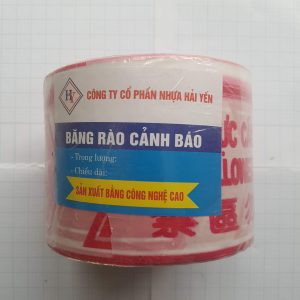 HY
CÔNG TY CỔ PHẦN NHỰA HẢI YẾN
BĂNG RÀO CẢNH BÁO
- Trọng lượng:
- Chiều dài:
SẢN XUẤT BẰNG CÔNG NGHỆ CAO